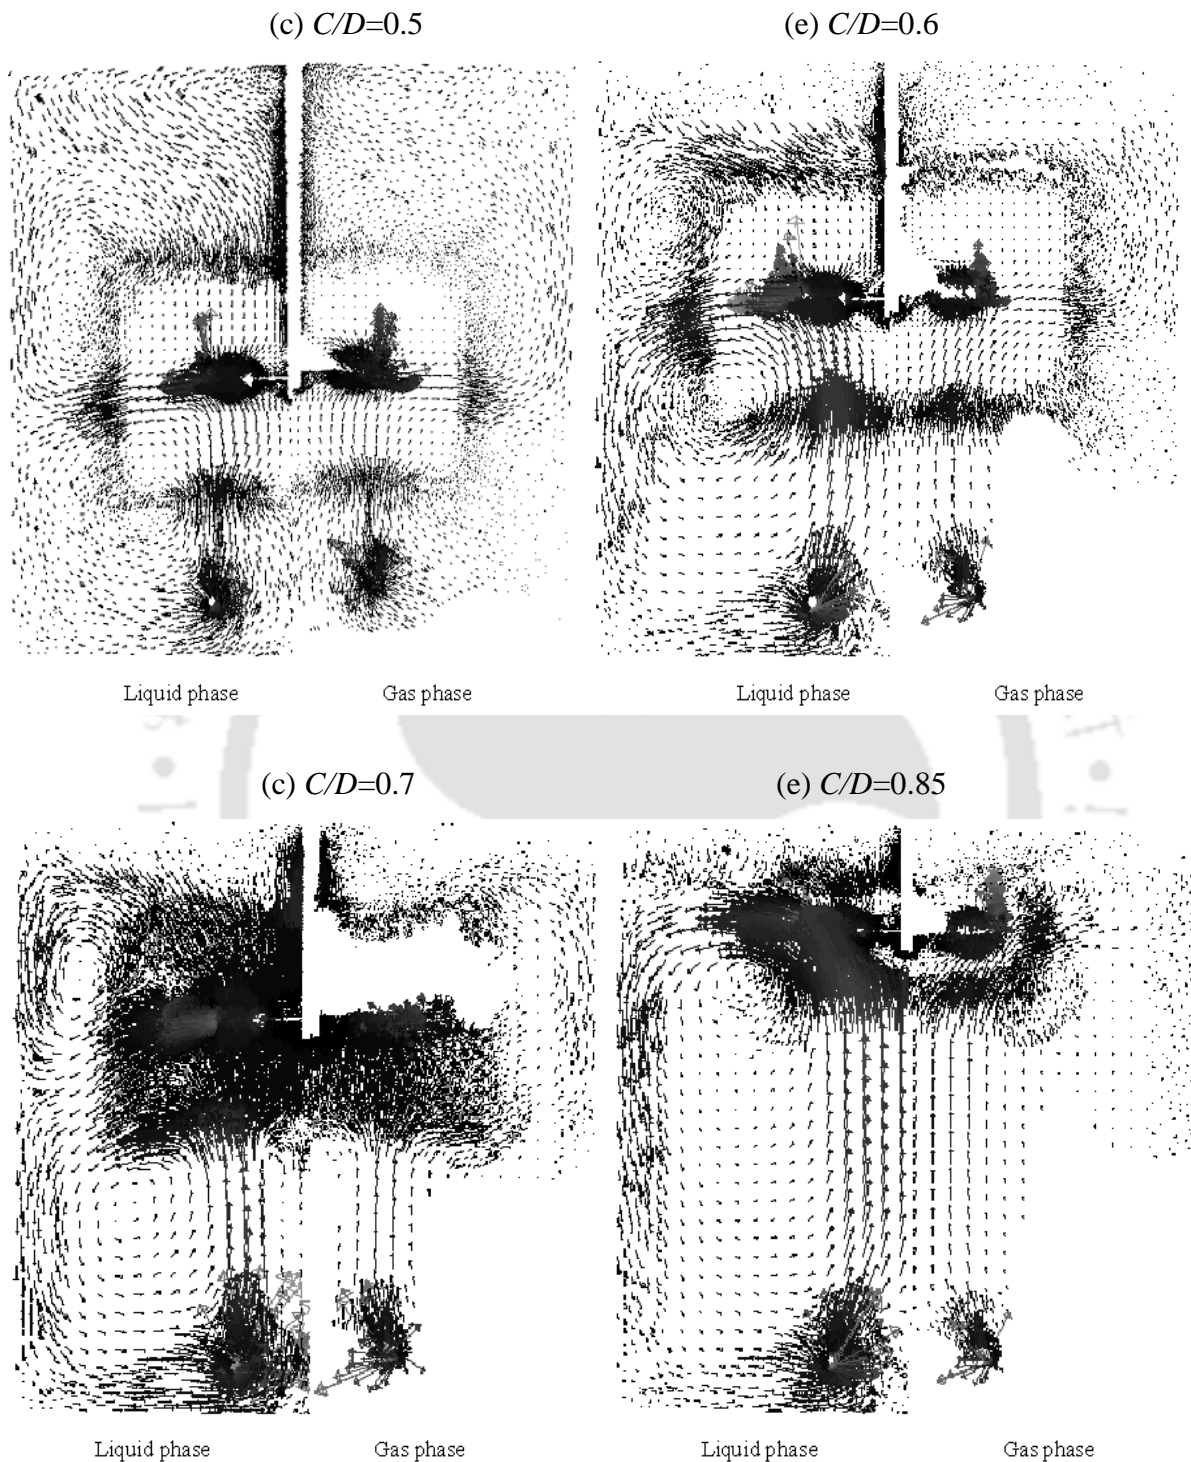 (c) C/D=0.5
(e) C/D=0.6
Liquid phase
Gas phase
Liquid phase
Gas phase
(c) C/D=0.7
(e) C/D=0.85
Liquid phase
Gas phase
Liquid phase
Gas phase